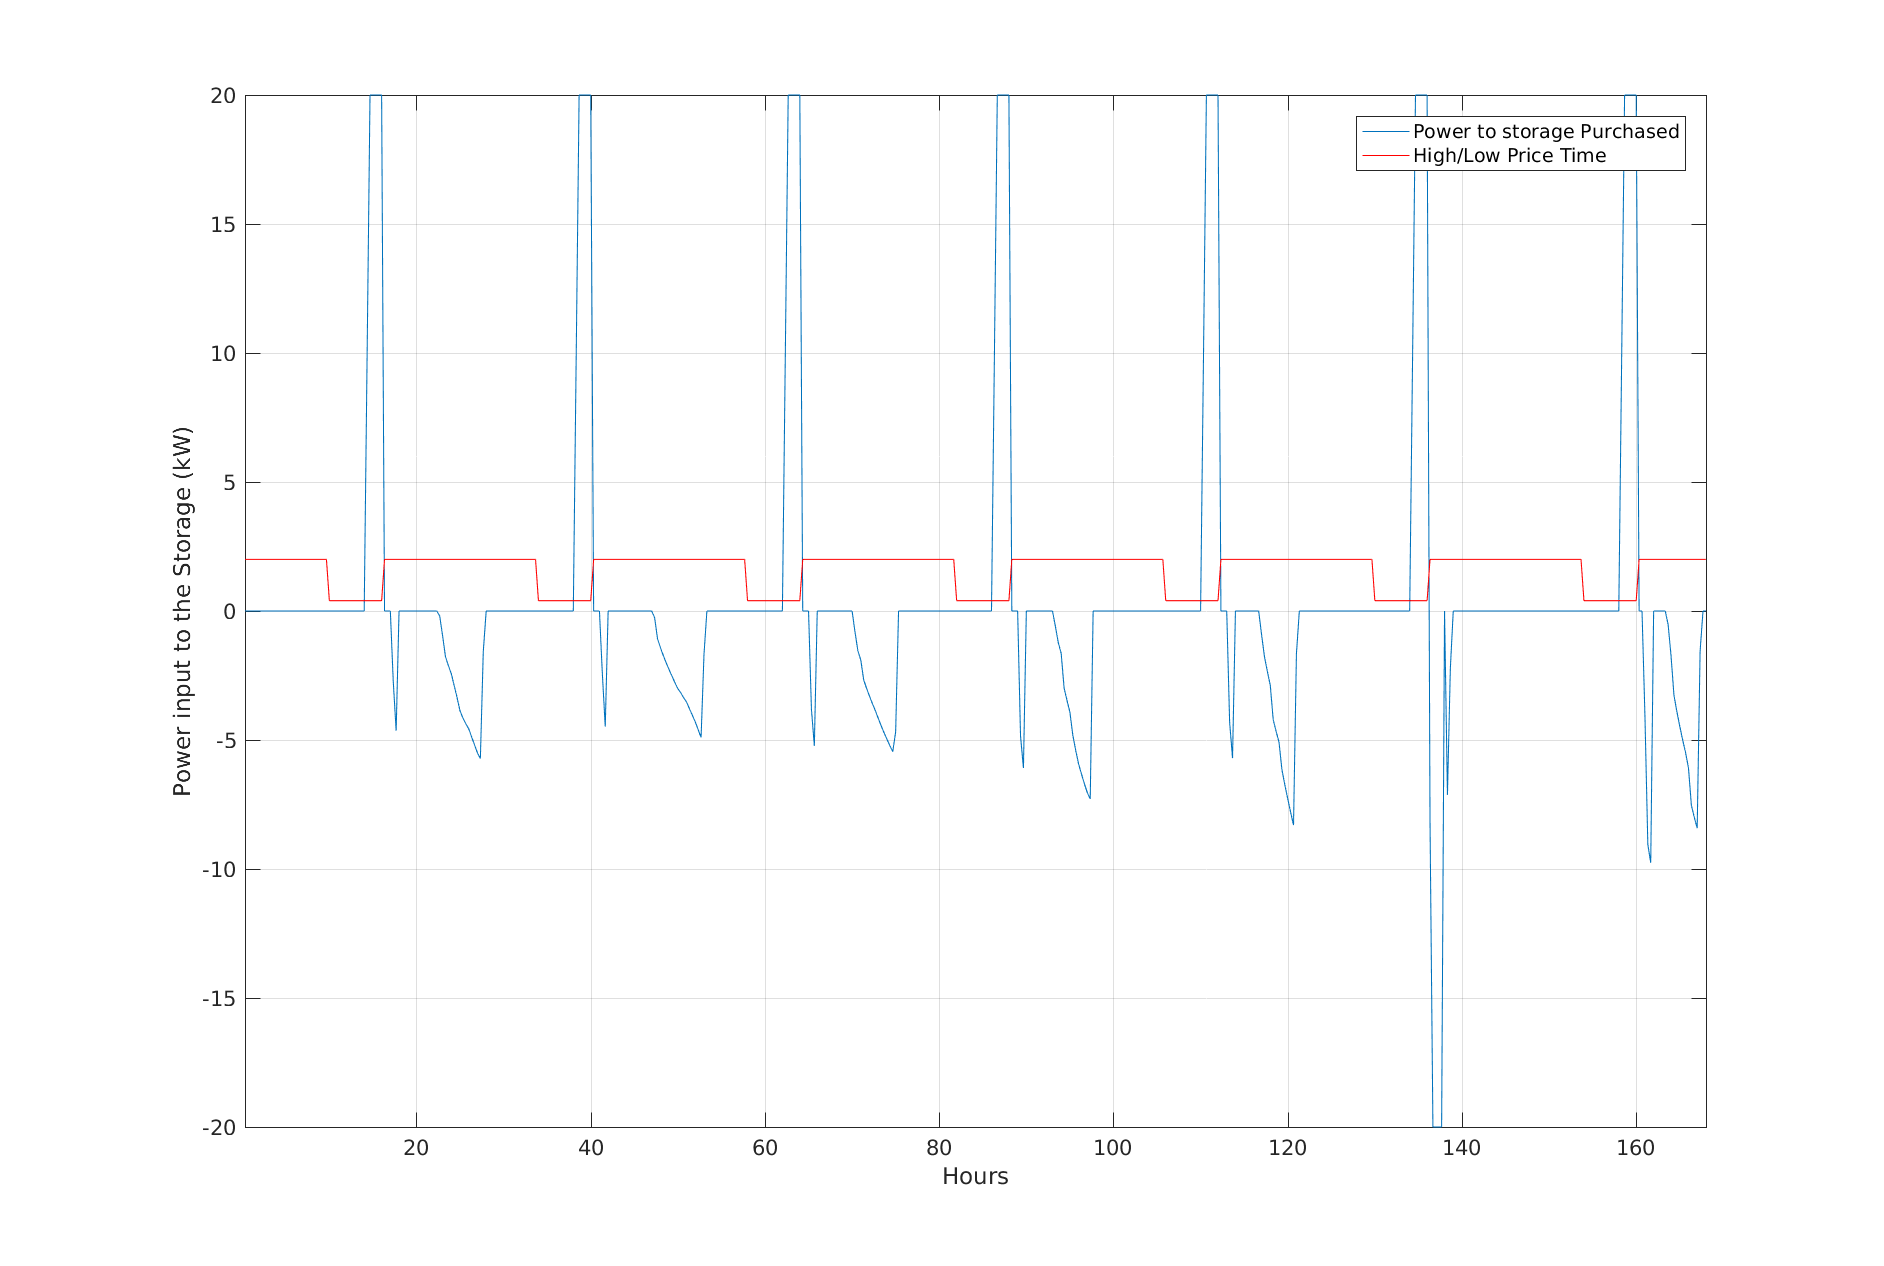 Power to storage Purchased
High/Low Price Time
20
15
10
5
0
-5
-10
-15
-20
Power input to the Storage (kW)
20 40 60 80 100 120 140 160
Hours